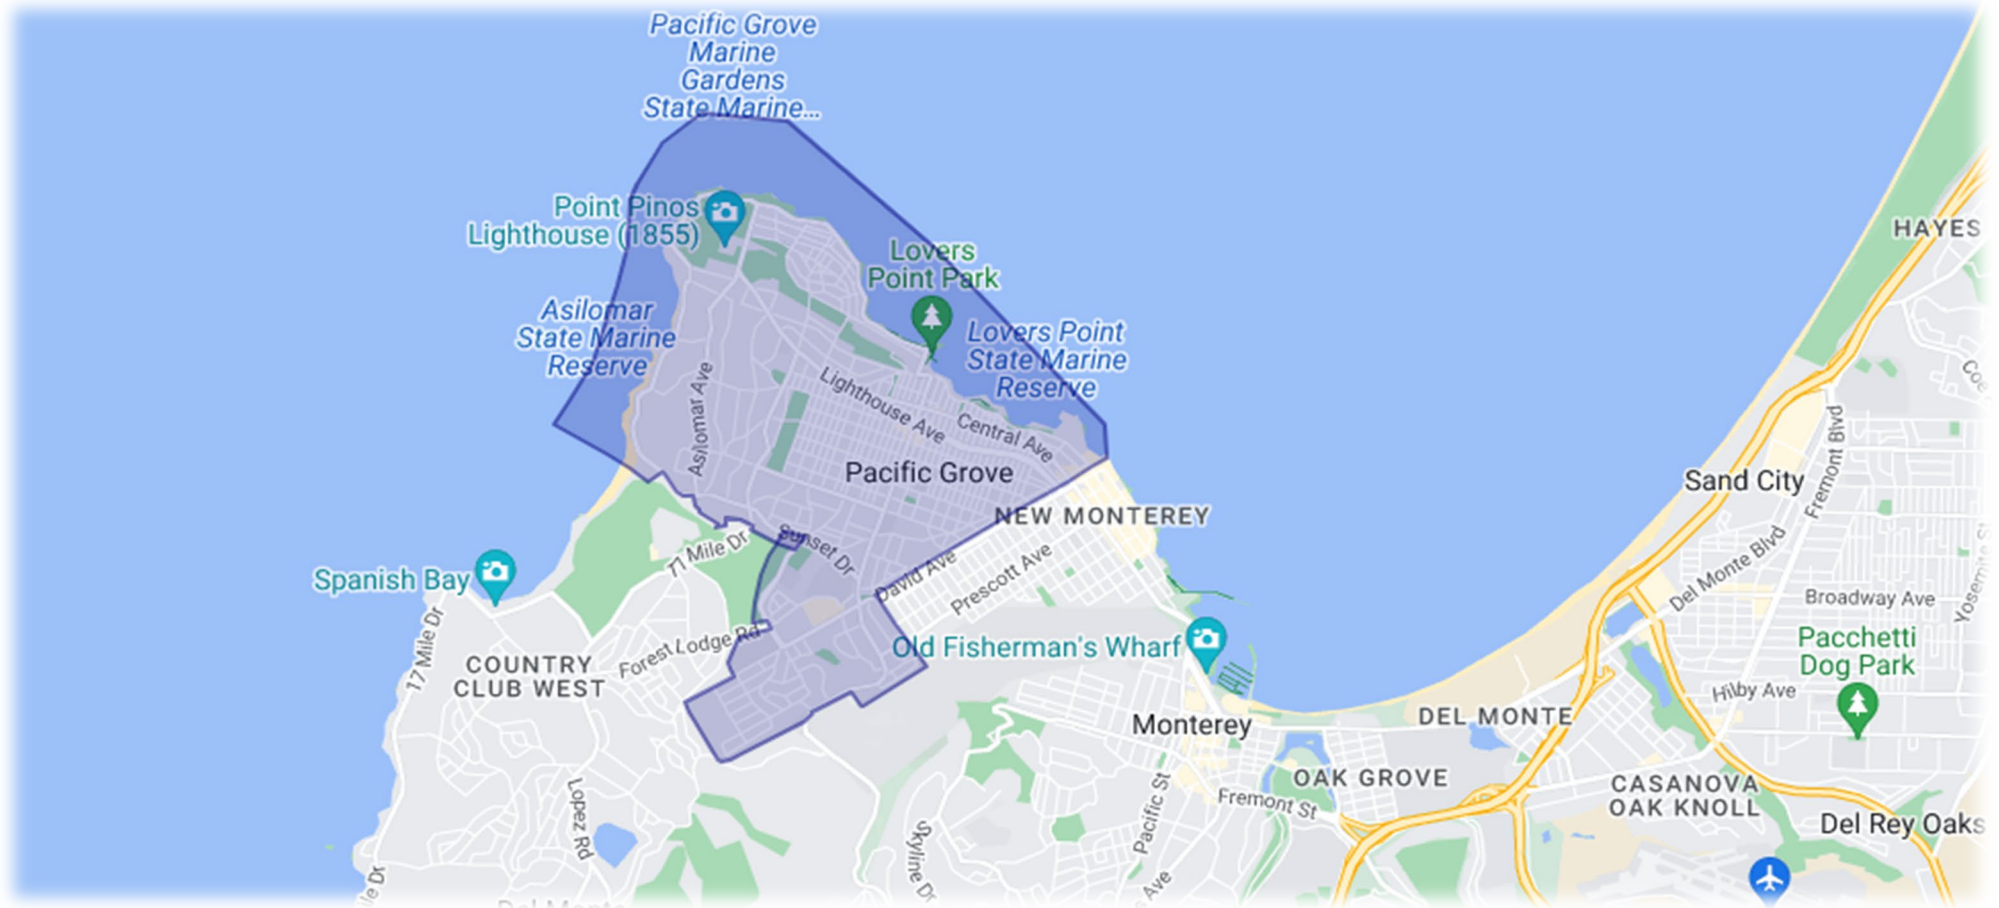 Pacific Grove
Marine
Gardens
State Marine...
Point Pinos
Lighthouse (1855)
Lovers
Point Park
HAYES
Asilomar
State Marine
Reserve
Lovers Point
State Marine
Reserve
Asilomar Ave
Lighthouse Ave
Central Ave
Pacific Grove
Fremont Blvd
Sand City
NEW MONTEREY
Sunset Dr
17 Mile Dr
David Ave
Prescott Ave
Spanish Bay
Del Monte Blvd
Broadway Ave
Yosemite St
17 Mile Dr
Forest Lodge Rd
Old Fisherman's Wharf
Pacchetti
Dog Park
COUNTRY
CLUB WEST
Hilby Ave
Monterey
DEL MONTE
OAK GROVE
CASANOVA
OAK KNOLL
Lopez Rd
Skyline Dr
Pacific St
Fremont St
Del Rey Oaks
Ave